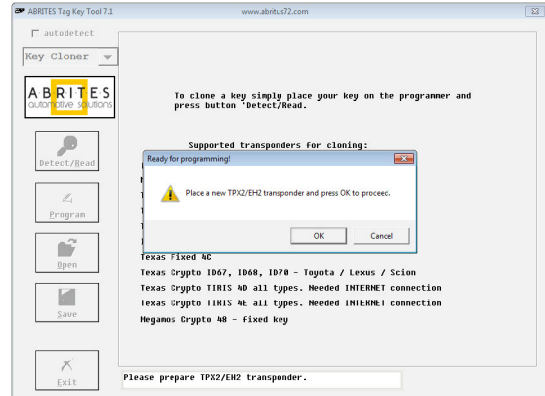 ABRITES Tag Key Tool 7.1
www.abritus72.com
autodetect
Key Cloner
ABRITES
automotive solutions
To clone a key simply place your key on the programmer and
press button 'Detect/Read.
Supported transponders for cloning:
Detect/Read
Ready for programming!
Place a new TPX2/EH2 transponder and press OK to proceec.
OK
Cancel
Program
Open
Texas Fixed 4C
Texas Crypto ID67, ID68, ID70 - Toyota / Lexus / Scion
Texas Crypto TIRIS 4D all types. Needed INTERNET connection
Texas Crypto TIRIS 4E all types. Needed INTERNET connection
Megamos Crypto 48 - fixed key
Save
Exit
Please prepare TPX2/EH2 transponder.